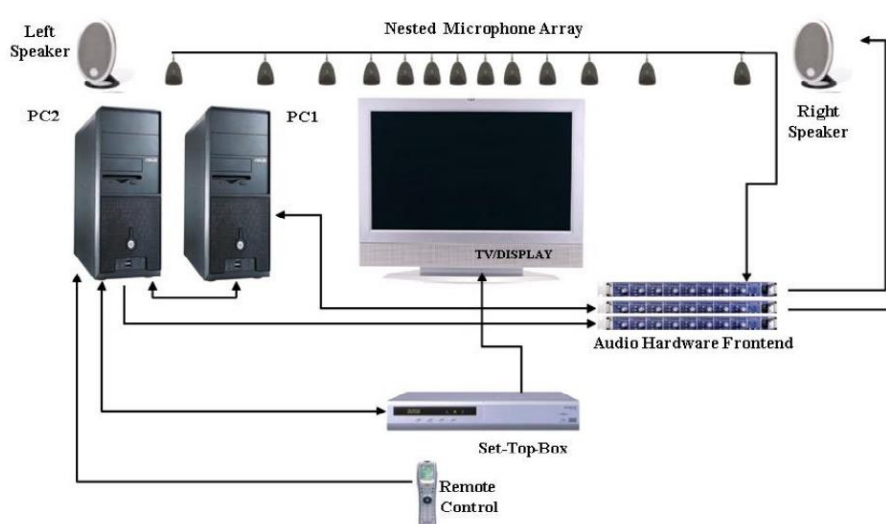 Left
Speaker
Nested Microphone Array
PC2
PC1
Right
Speaker
TV/DISPLAY
Audio Hardware Frontend
Set-Top-Box
Remote
Control